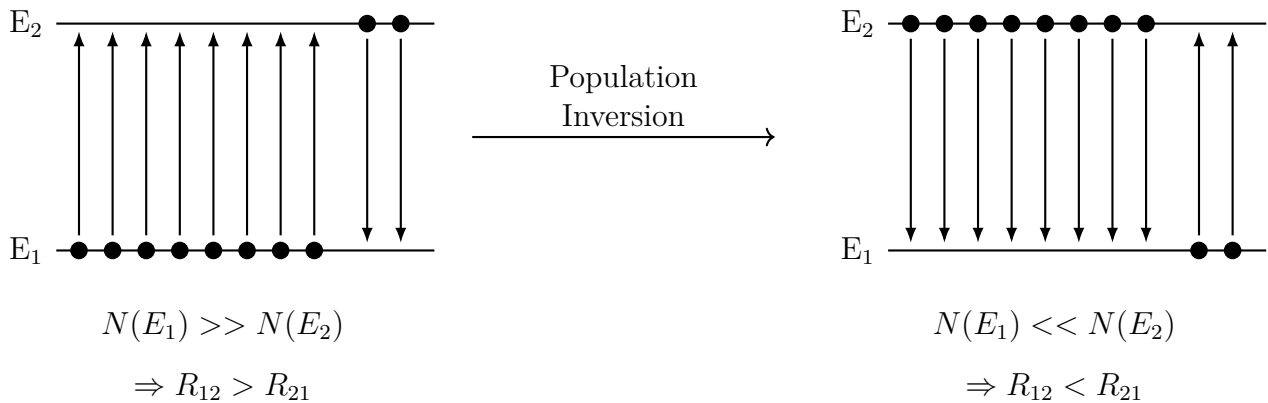 E₂
E₁
N(E₁) >> N(E₂)
⇒ R₁₂ > R₂₁
Population
Inversion
E₂
E₁
N(E₁) << N(E₂)
⇒ R₁₂ < R₂₁